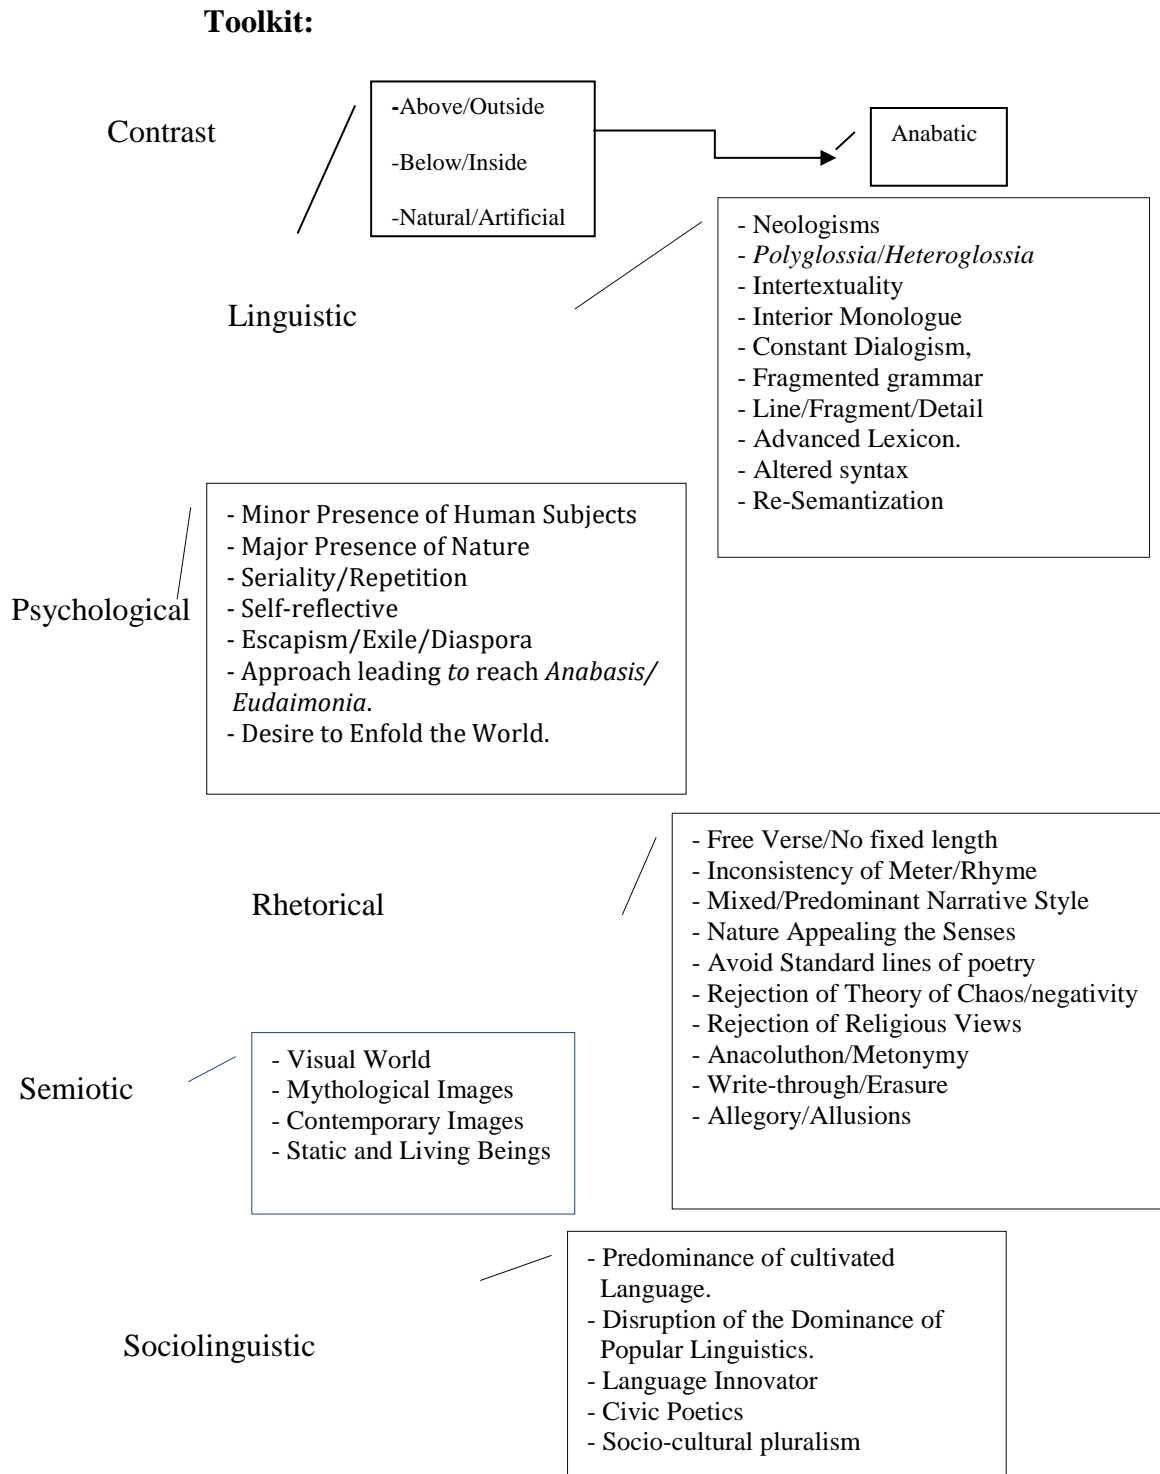 Toolkit:
Contrast
-Above/Outside
-Below/Inside
-Natural/Artificial
Anabatic
Linguistic
- Neologisms
- Polyglossia/Heteroglossia
- Intertextuality
- Interior Monologue
- Constant Dialogism,
- Fragmented grammar
- Line/Fragment/Detail
- Advanced Lexicon.
- Altered syntax
- Re-Semantization
Psychological
- Minor Presence of Human Subjects
- Major Presence of Nature
- Seriality/Repetition
- Self-reflective
- Escapism/Exile/Diaspora
- Approach leading to reach Anabasis/
Eudaimonia.
- Desire to Enfold the World.
Rhetorical
- Free Verse/No fixed length
- Inconsistency of Meter/Rhyme
- Mixed/Predominant Narrative Style
- Nature Appealing the Senses
- Avoid Standard lines of poetry
- Rejection of Theory of Chaos/negativity
- Rejection of Religious Views
- Anacoluthon/Metonymy
- Write-through/Erasure
- Allegory/Allusions
Semiotic
- Visual World
- Mythological Images
- Contemporary Images
- Static and Living Beings
Sociolinguistic
- Predominance of cultivated
Language.
- Disruption of the Dominance of
Popular Linguistics.
- Language Innovator
- Civic Poetics
- Socio-cultural pluralism